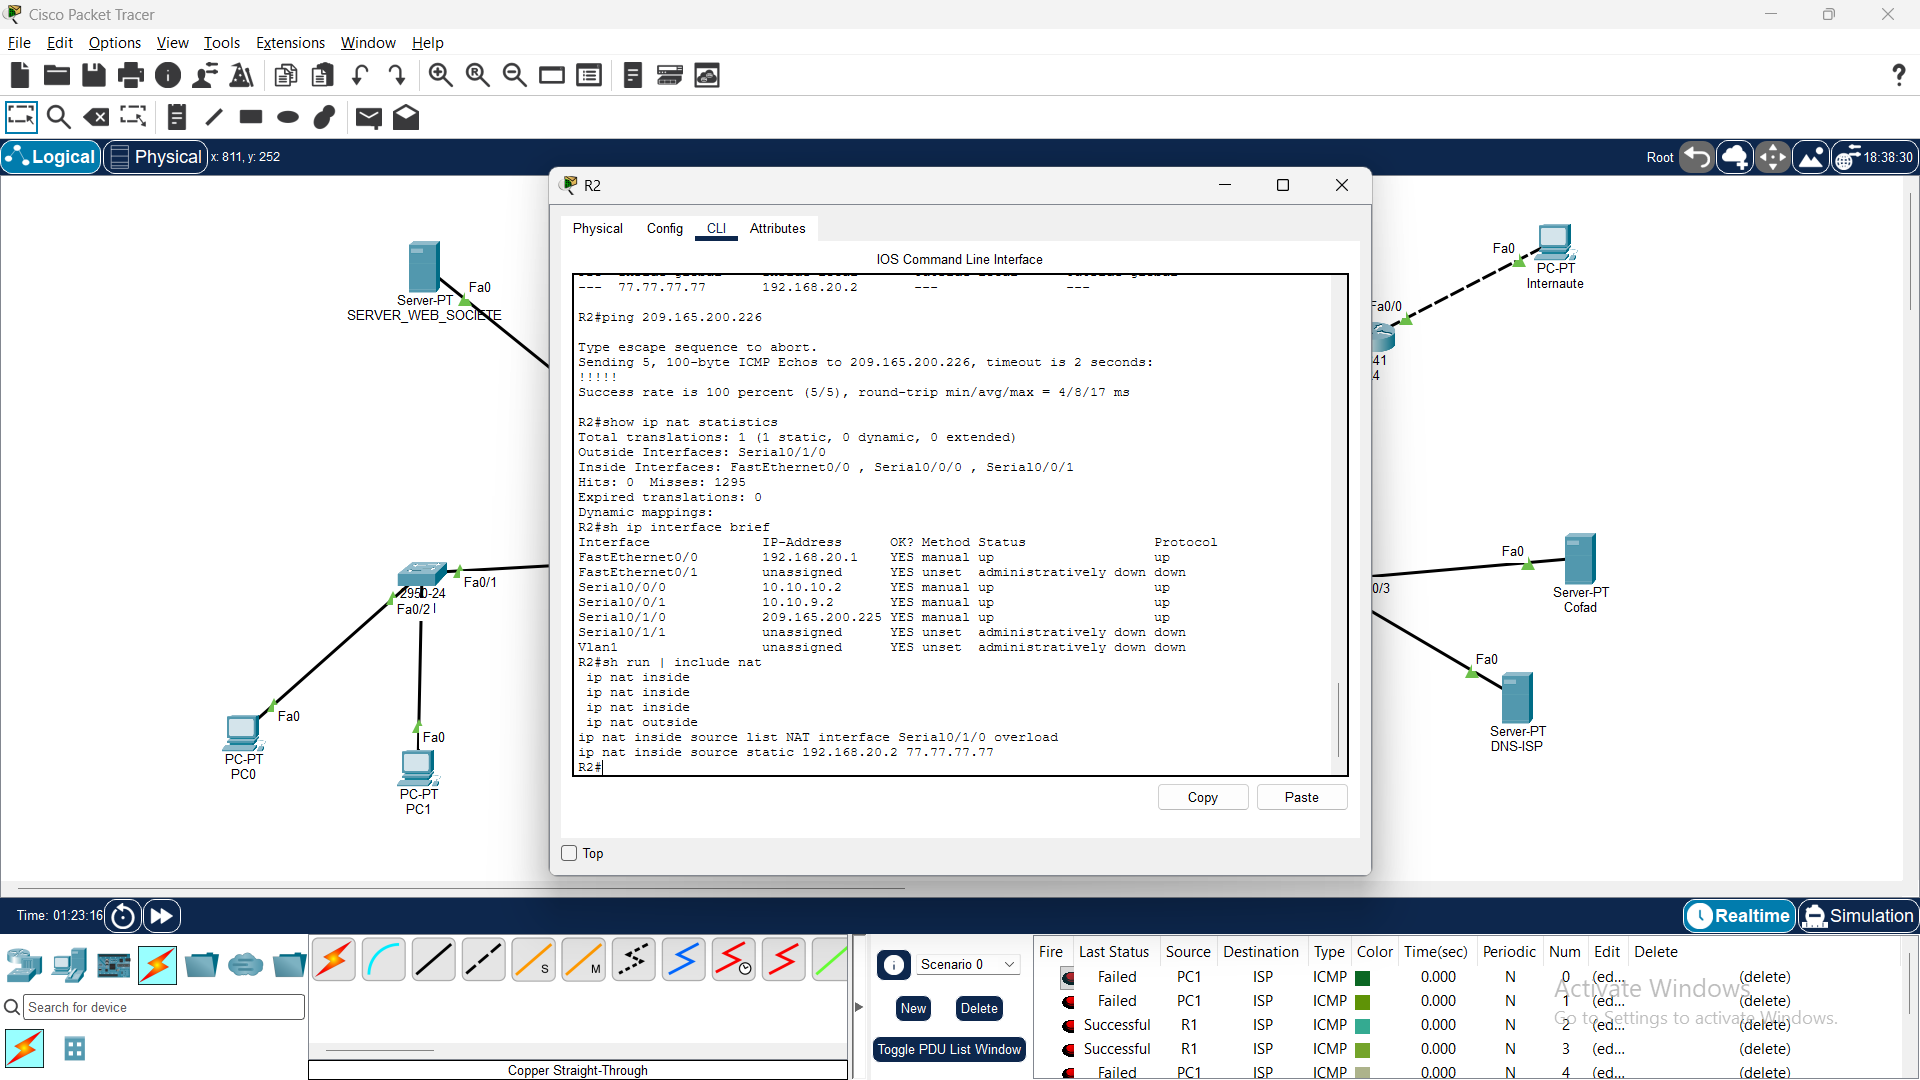 Cisco Packet Tracer
File Edit Options View Tools Extensions Window Help
Logical Physical x: 811, y: 252 Root 18:38:30
R2
Physical Config CLI Attributes
IOS Command Line Interface
--- 77.77.77.77 192.168.20.2 --- ---
R2#ping 209.165.200.226
Type escape sequence to abort.
Sending 5, 100-byte ICMP Echos to 209.165.200.226, timeout is 2 seconds:
!!!!!
Success rate is 100 percent (5/5), round-trip min/avg/max = 4/8/17 ms
R2#show ip nat statistics
Total translations: 1 (1 static, 0 dynamic, 0 extended)
Outside Interfaces: Serial0/1/0
Inside Interfaces: FastEthernet0/0 , Serial0/0/0 , Serial0/0/1
Hits: 0 Misses: 1295
Expired translations: 0
Dynamic mappings:
R2#sh ip interface brief
Interface IP-Address OK? Method Status Protocol
FastEthernet0/0 192.168.20.1 YES manual up up
FastEthernet0/1 unassigned YES unset administratively down down
Serial0/0/0 10.10.10.2 YES manual up up
Serial0/0/1 10.10.9.2 YES manual up up
Serial0/1/0 209.165.200.225 YES manual up up
Serial0/1/1 unassigned YES unset administratively down down
Vlan1 unassigned YES unset administratively down down
R2#sh run | include nat
ip nat inside
ip nat inside
ip nat inside
ip nat outside
ip nat inside source list NAT interface Serial0/1/0 overload
ip nat inside source static 192.168.20.2 77.77.77.77
R2#
Copy Paste
Top
Fa0
Server-PT
SERVER_WEB_SOCIETE
Fa0/1
2950-24
Fa0/2
Fa0
PC-PT
PC0
Fa0
PC-PT
PC1
Fa0
PC-PT
Internaute
Fa0/0
41
4
Fa0
0/3
Server-PT
Cofad
Fa0
Server-PT
DNS-ISP
Time: 01:23:16 Realtime Simulation
Search for device
S M
Copper Straight-Through
Scenario 0
New Delete
Toggle PDU List Window
Fire Last Status Source Destination Type Color Time(sec) Periodic Num Edit Delete
Failed PC1 ISP ICMP 0.000 N 0 (ed... (delete)
Failed PC1 ISP ICMP 0.000 N 1 (ed... (delete)
Successful R1 ISP ICMP 0.000 N 2 (ed... (delete)
Successful R1 ISP ICMP 0.000 N 3 (ed... (delete)
Failed PC1 ISP ICMP 0.000 N 4 (ed... (delete)
Activate Windows
Go to Settings to activate Windows.